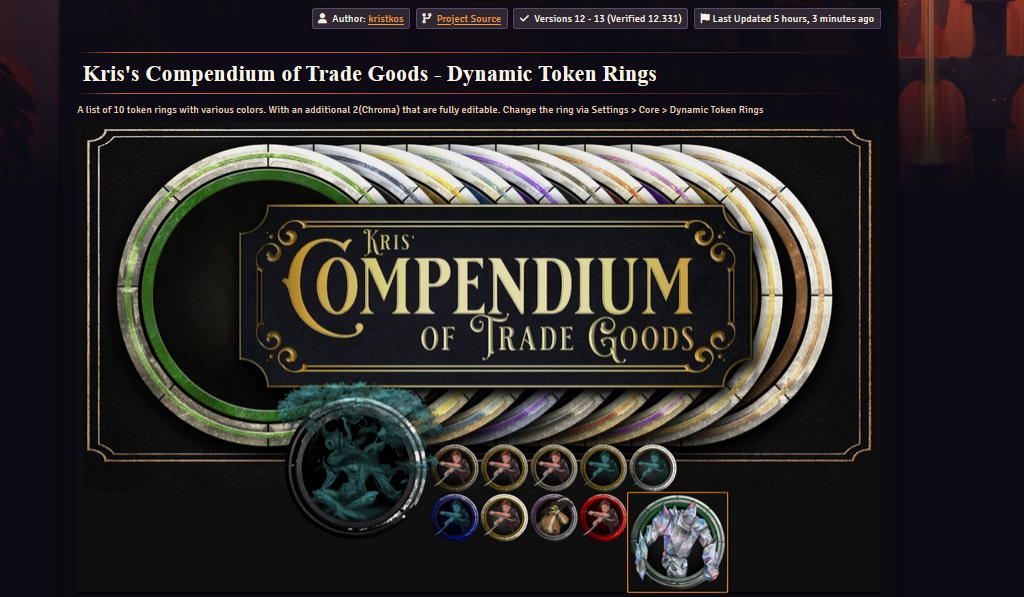 Author: kristkos
Project Source
Versions 12 - 13 (Verified 12.331)
Last Updated 5 hours, 3 minutes ago
Kris's Compendium of Trade Goods - Dynamic Token Rings
A list of 10 token rings with various colors. With an additional 2(Chroma) that are fully editable. Change the ring via Settings > Core > Dynamic Token Rings
KRIS'
COMPENDIUM
OF TRADE GOODS